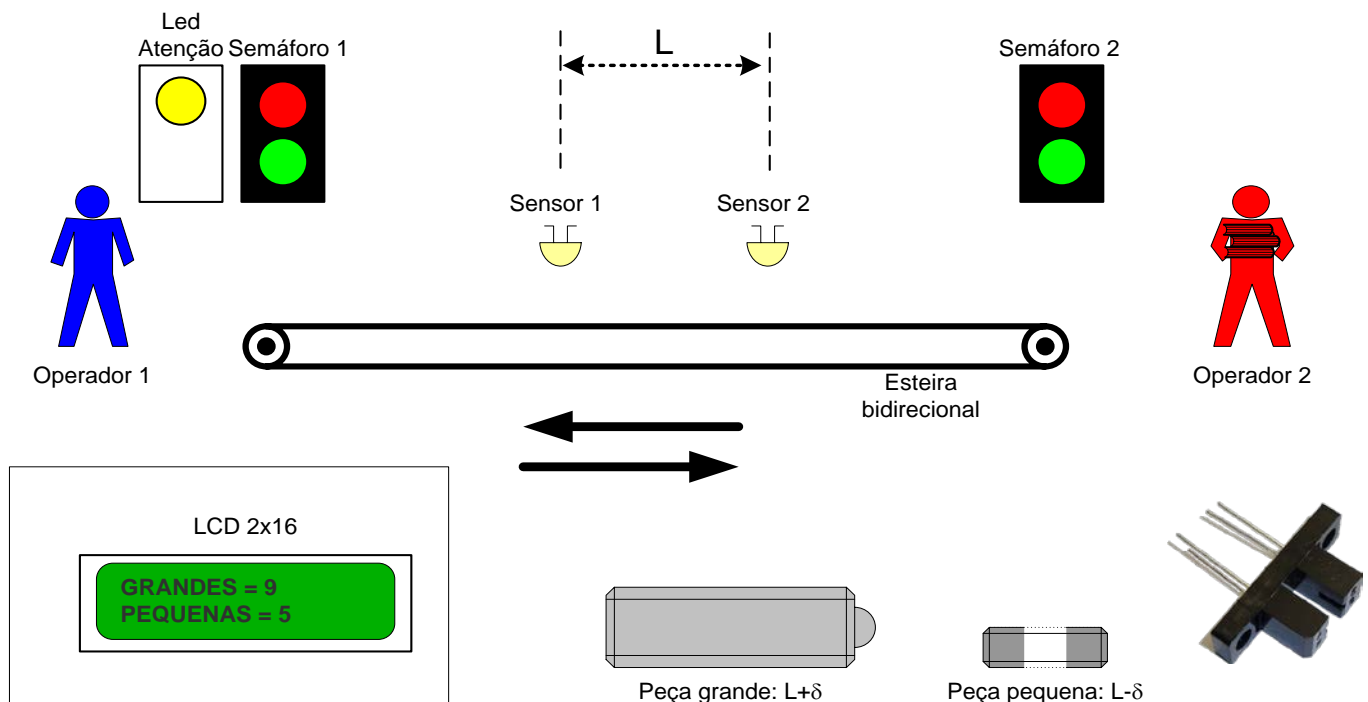 Led
Atenção
Semáforo 1
L
Semáforo 2
Sensor 1
Sensor 2
Operador 1
Esteira
bidirecional
Operador 2
LCD 2x16
GRANDES = 9
PEQUENAS = 5
Peça grande: L+δ
Peça pequena: L-δ